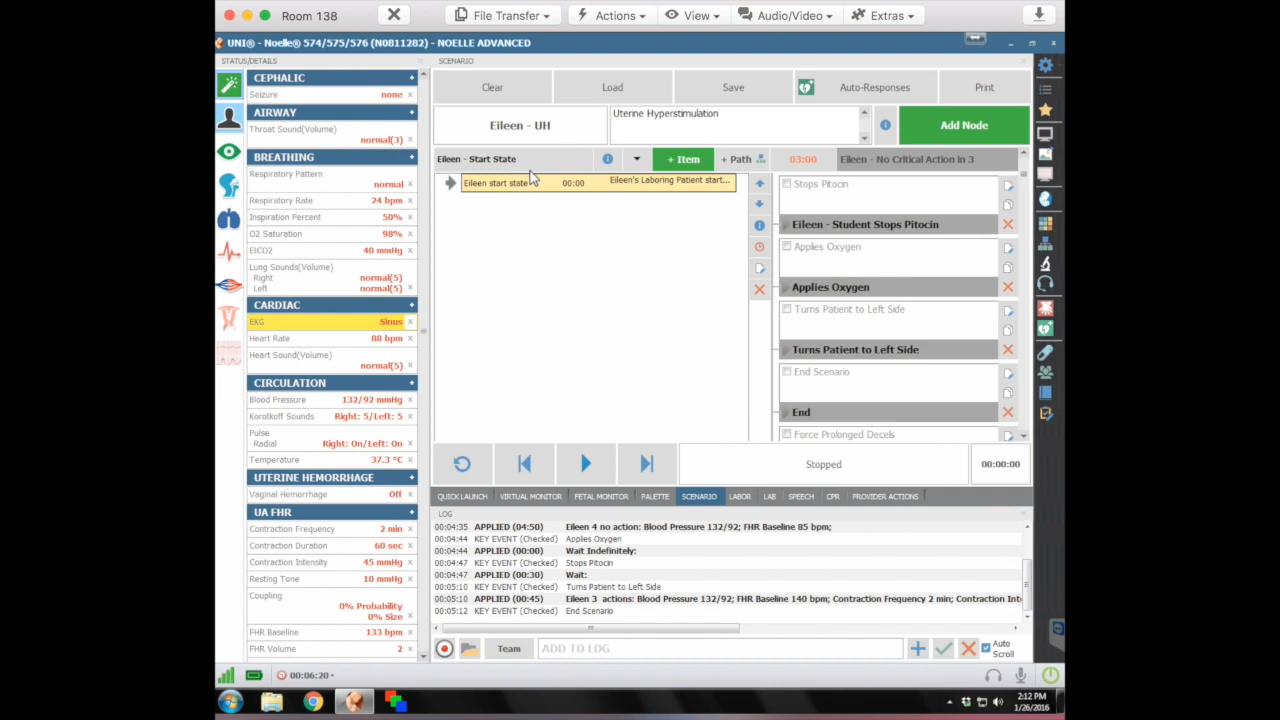 Room 138
File Transfer
Actions
View
Audio/Video
Extras
UNI® - Noelle® 574/575/576 (N0811282) - NOELLE ADVANCED
STATUS/DETAILS
SCENARIO
CEPHALIC
Seizure none
AIRWAY
Throat Sound(Volume)
normal(3)
BREATHING
Respiratory Pattern
normal
Respiratory Rate 24 bpm
Inspiration Percent 50%
O2 Saturation 98%
EtCO2 40 mmHg
Lung Sounds(Volume)
Right normal(5)
Left normal(5)
CARDIAC
EKG Sinus
Heart Rate 88 bpm
Heart Sound(Volume)
normal(5)
CIRCULATION
Blood Pressure 132/92 mmHg
Korotkoff Sounds Right: 5/Left: 5
Pulse
Radial Right: On/Left: On
Temperature 37.3 °C
UTERINE HEMORRHAGE
Vaginal Hemorrhage Off
UA FHR
Contraction Frequency 2 min
Contraction Duration 60 sec
Contraction Intensity 45 mmHg
Resting Tone 10 mmHg
Coupling
0% Probability
0% Size
FHR Baseline 133 bpm
FHR Volume 2
00:06:20
Clear Load Save Auto-Responses Print
Eileen - UH
Uterine Hyperstimulation
Add Node
Eileen - Start State
+ Item + Path 03:00 Eileen - No Critical Action in 3
Eileen start state 00:00 Eileen's Laboring Patient start...
Stops Pitocin
Eileen - Student Stops Pitocin
Applies Oxygen
Applies Oxygen
Turns Patient to Left Side
Turns Patient to Left Side
End Scenario
End
Force Prolonged Decels
Stopped 00:00:00
QUICK LAUNCH VIRTUAL MONITOR FETAL MONITOR PALETTE SCENARIO LABOR LAB SPEECH CPR PROVIDER ACTIONS
LOG
00:04:35 APPLIED (04:50) Eileen 4 no action: Blood Pressure 132/92; FHR Baseline 85 bpm;
00:04:44 KEY EVENT (Checked) Applies Oxygen
00:04:44 APPLIED (00:00) Wait Indefinitely:
00:04:47 KEY EVENT (Checked) Stops Pitocin
00:04:47 APPLIED (00:30) Wait:
00:05:10 KEY EVENT (Checked) Turns Patient to Left Side
00:05:10 APPLIED (00:45) Eileen 3 actions: Blood Pressure 132/92; FHR Baseline 140 bpm; Contraction Frequency 2 min; Contraction Int
00:05:12 KEY EVENT (Checked) End Scenario
Team ADD TO LOG
Auto
Scroll
2:12 PM
1/26/2016